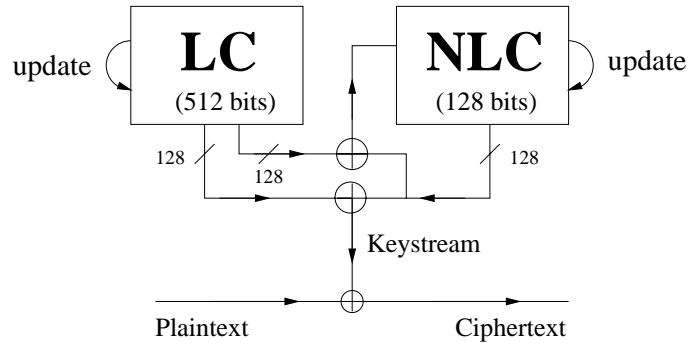 LC
NLC
update
update
(512 bits)
(128 bits)
128
128
128
Keystream
Plaintext
Ciphertext